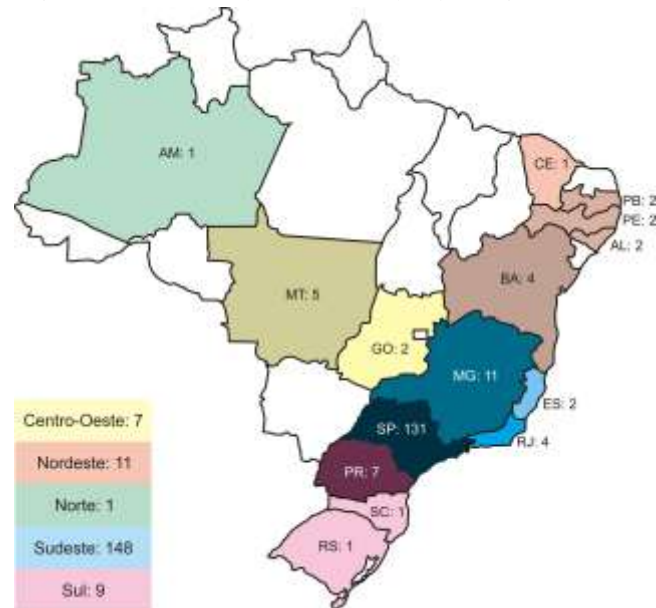 AM: 1
CE: 1
PB: 2
PE: 2
AL: 2
BA: 4
MT: 5
GO: 2
MG: 11
ES: 2
SP: 131
RJ: 4
PR: 7
SC: 1
RS: 1
Centro-Oeste: 7
Nordeste: 11
Norte: 1
Sudeste: 148
Sul: 9